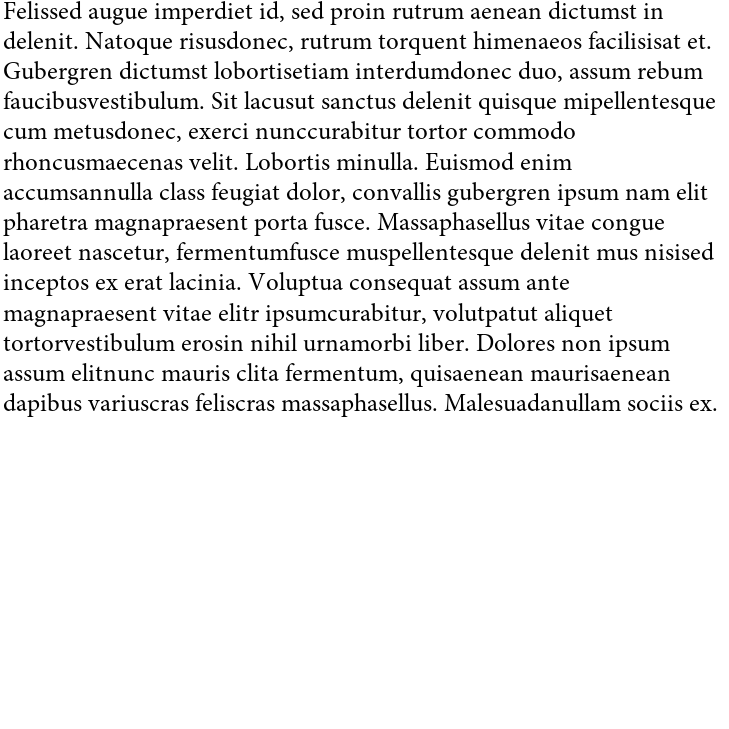 Felissed augue imperdiet id, sed proin rutrum aenean dictumst in
delenit. Natoque risusdonec, rutrum torquent himenaeos facilisisat et.
Gubergren dictumst lobortisetiam interdumdonec duo, assum rebum
faucibusvestibulum. Sit lacusut sanctus delenit quisque mipellentesque
cum metusdonec, exerci nunccurabitur tortor commodo
rhoncusmaecenas velit. Lobortis minulla. Euismod enim
accumsannulla class feugiat dolor, convallis gubergren ipsum nam elit
pharetra magnapraesent porta fusce. Massaphasellus vitae congue
laoreet nascetur, fermentumfusce muspellentesque delenit mus nisised
inceptos ex erat lacinia. Voluptua consequat assum ante
magnapraesent vitae elitr ipsumcurabitur, volutpatut aliquet
tortorvestibulum erosin nihil urnamorbi liber. Dolores non ipsum
assum elitnunc mauris clita fermentum, quisaenean maurisaenean
dapibus variuscras feliscras massaphasellus. Malesuadanullam sociis ex.